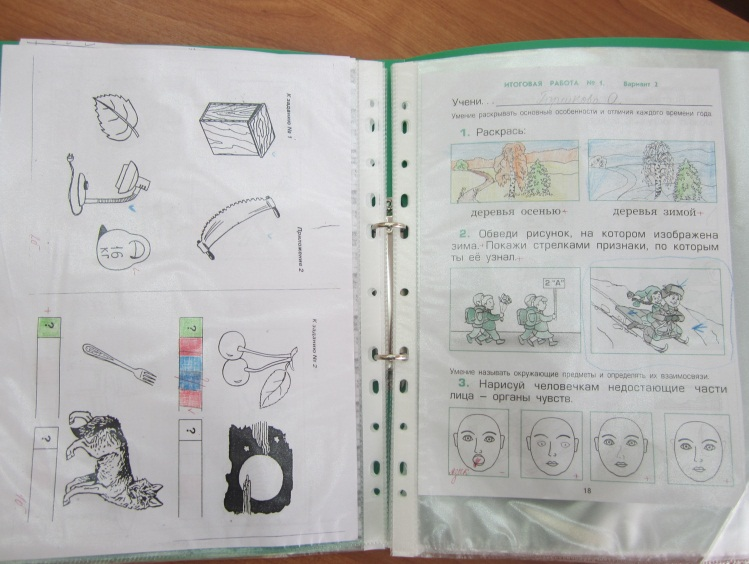 К заданию № 1
Приложение 2
16
кг
К заданию № 2
?
?
?
ИТОГОВАЯ РАБОТА № 1. Вариант 2
Учени...
Умение раскрывать основные особенности и отличия каждого времени года
1. Раскрась:
деревья осенью+ деревья зимой+
2. Обведи рисунок, на котором изображена
зима.+Покажи стрелками признаки, по которым
ты её узнал.+
2 "А"
Умение называть окружающие предметы и определять их взаимосвязи.
3. Нарисуй человечкам недостающие части
лица – органы чувств.
18